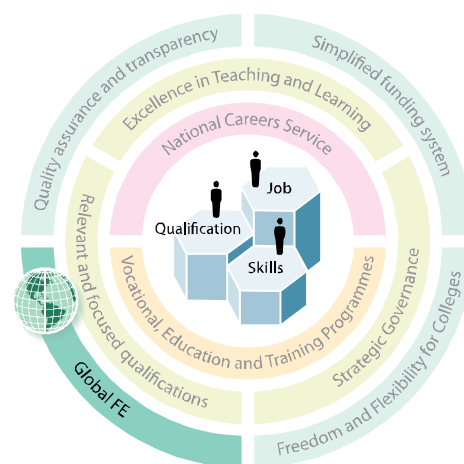 Quality assurance and transparency
Simplified funding system
Excellence in Teaching and Learning
National Careers Service
Job
Qualification
Skills
Relevant and focused qualifications
Vocational, Education and Training Programmes
Strategic Governance
Global FE
Freedom and Flexibility for Colleges